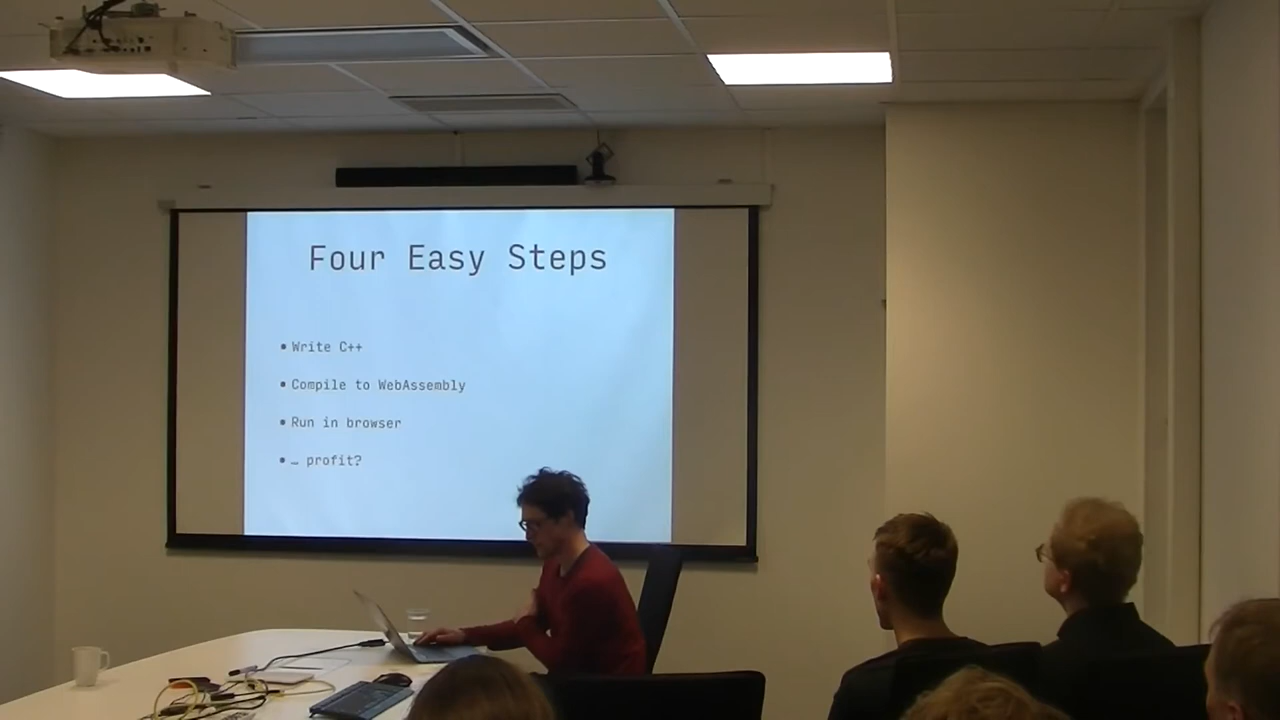 Four Easy Steps
• Write C++
• Compile to WebAssembly
• Run in browser
• … profit?